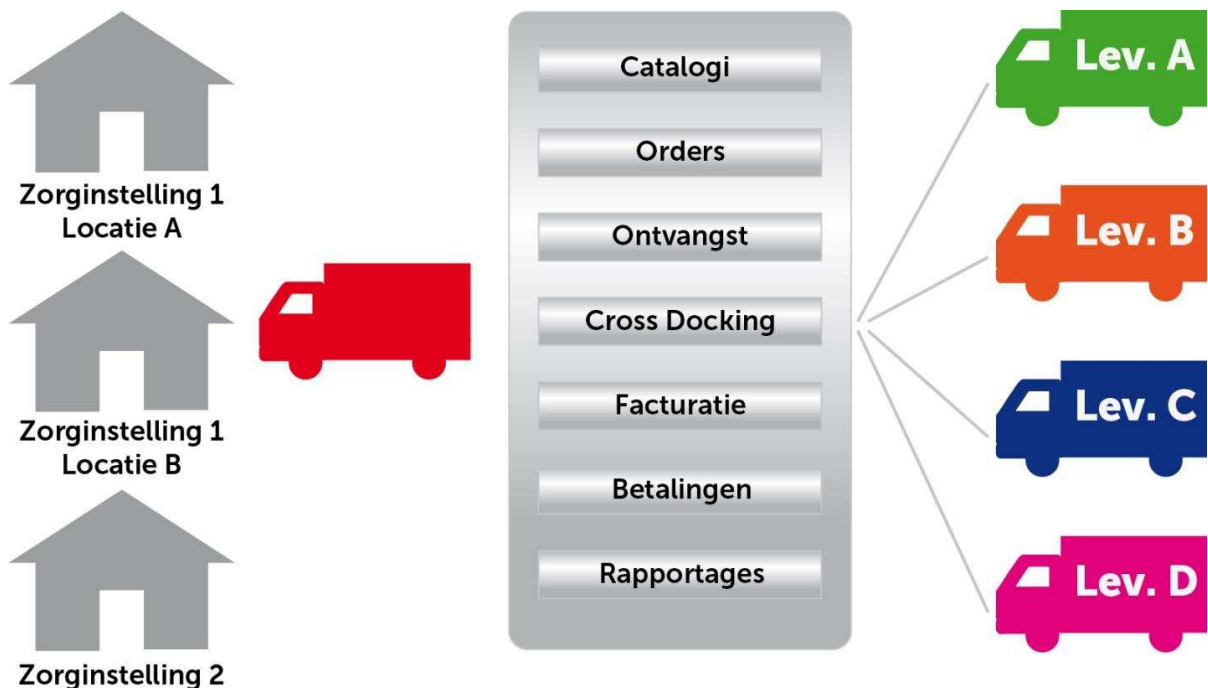 Zorginstelling 1
Locatie A
Zorginstelling 1
Locatie B
Zorginstelling 2
Catalogi
Orders
Ontvangst
Cross Docking
Facturatie
Betalingen
Rapportages
Lev. A
Lev. B
Lev. C
Lev. D